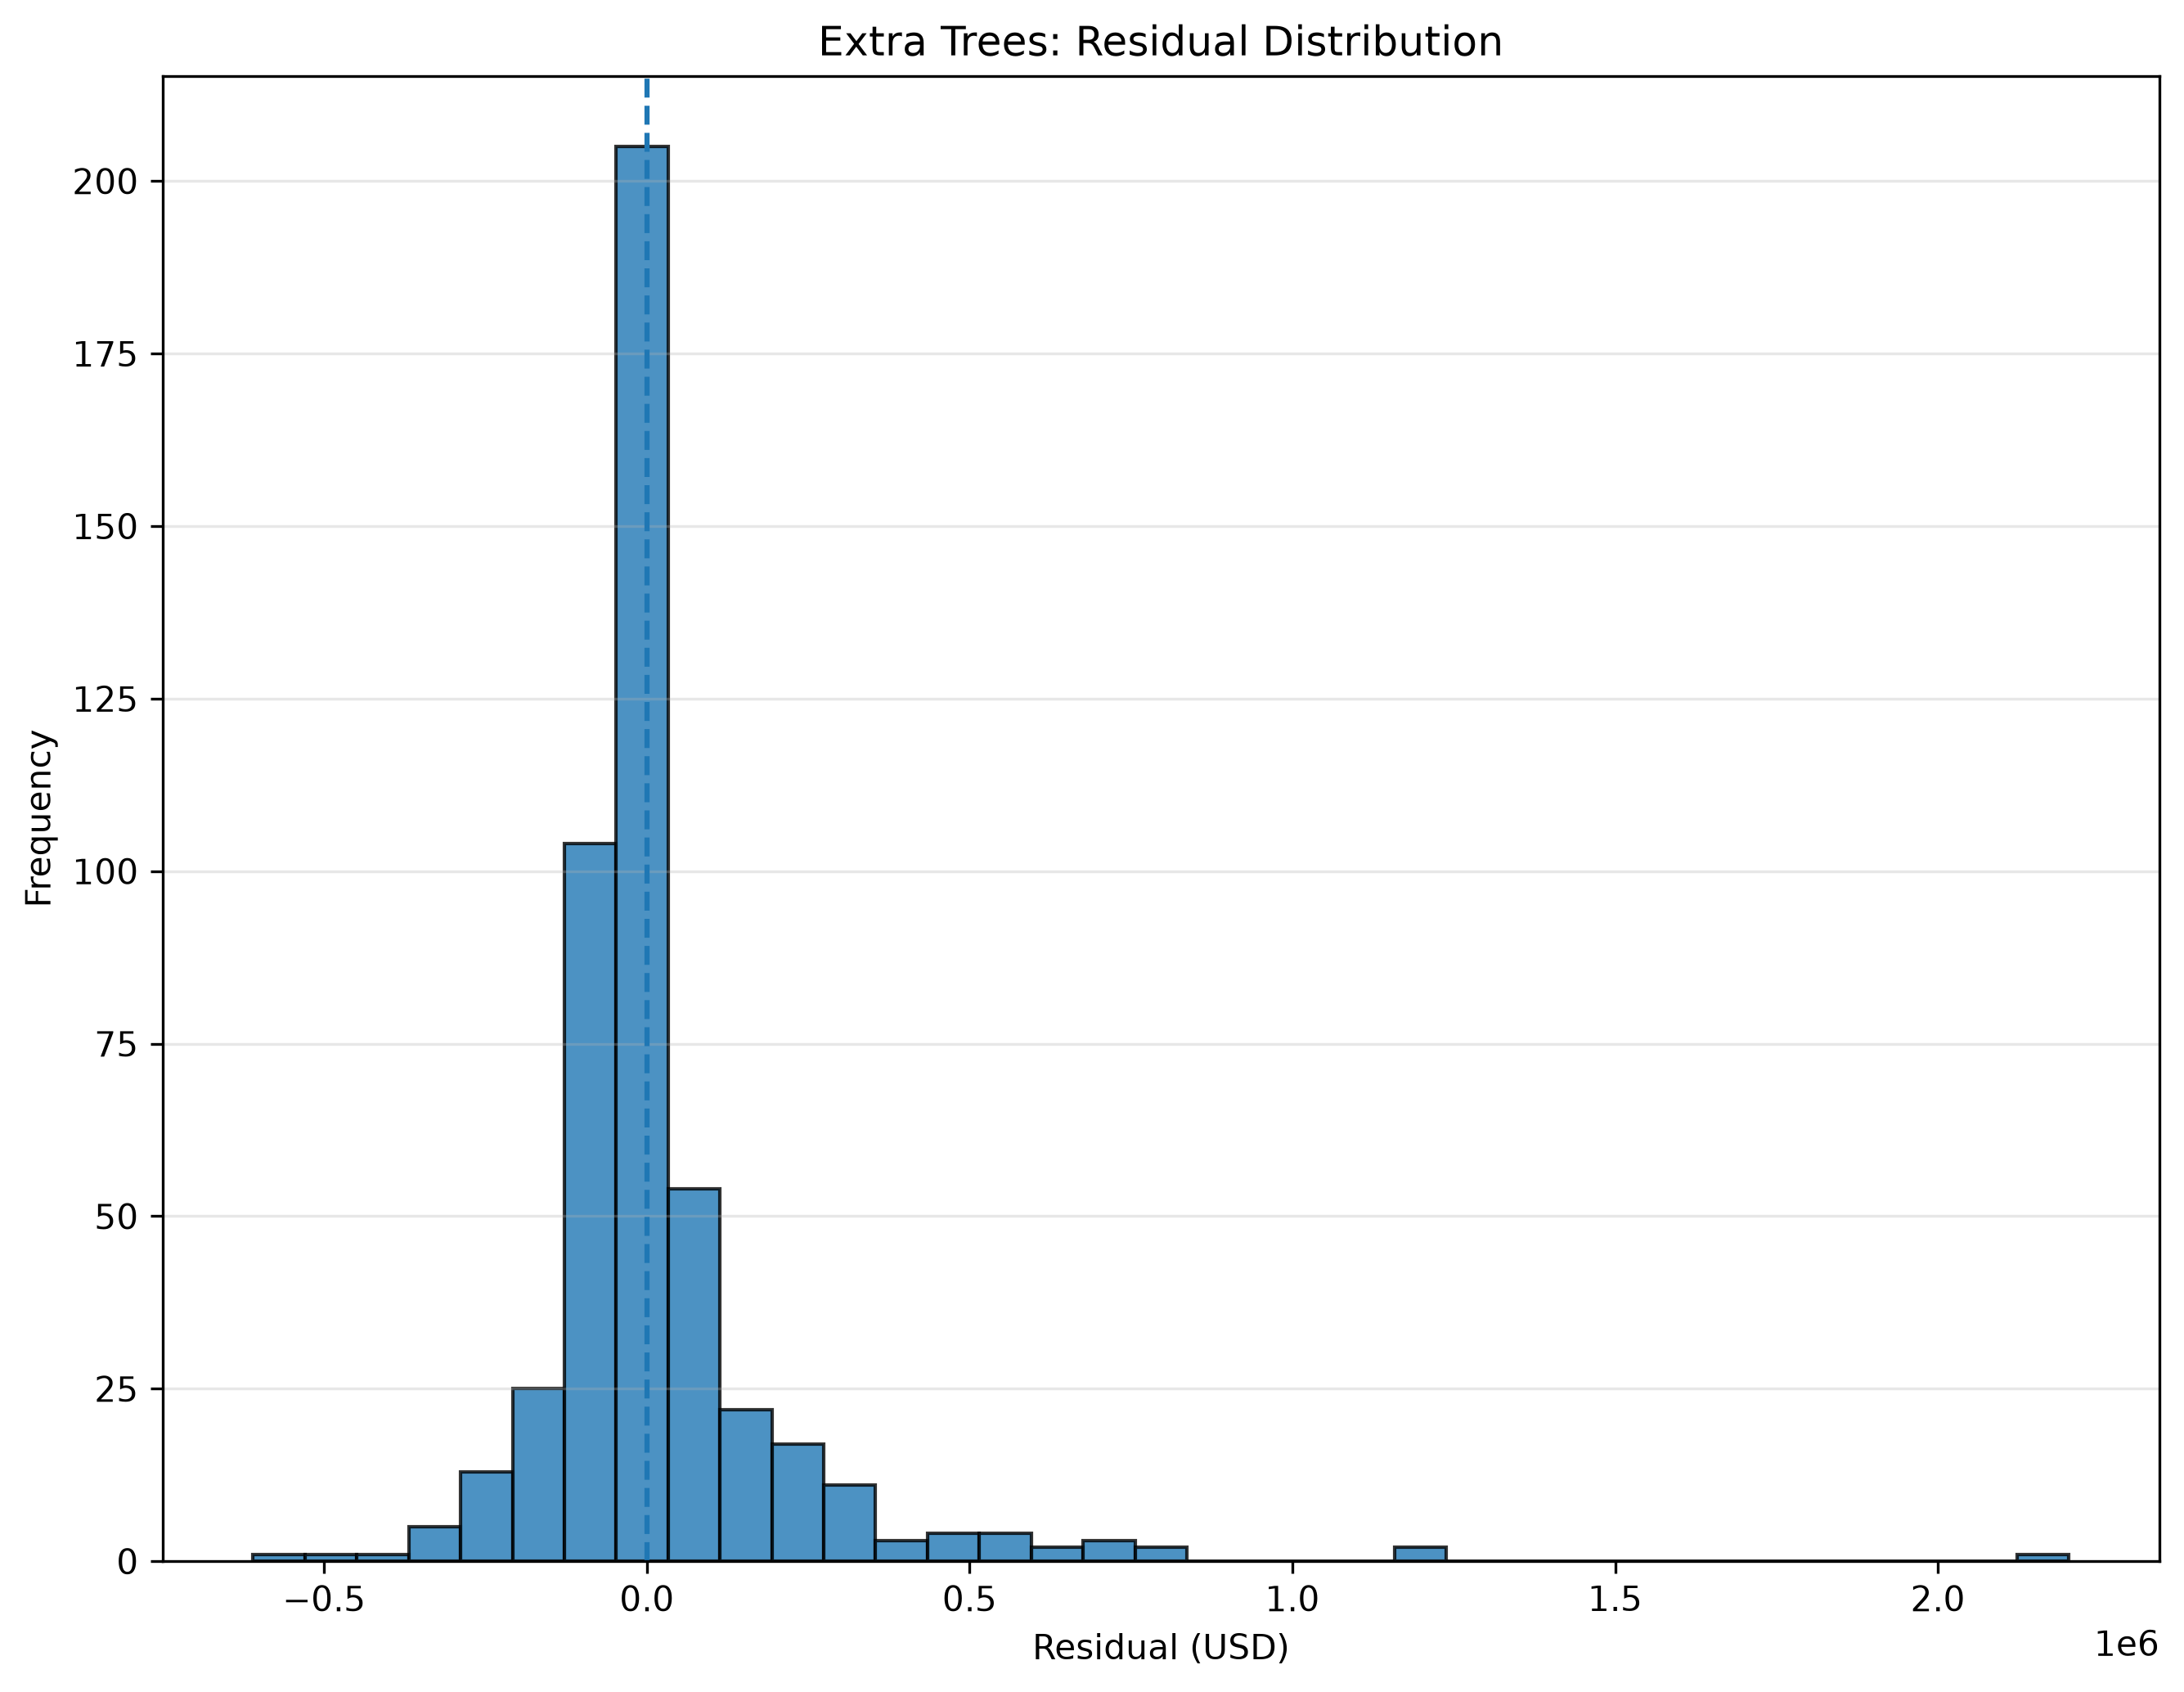 Extra Trees: Residual Distribution
Frequency
200
175
150
125
100
75
50
25
0
−0.5 0.0 0.5 1.0 1.5 2.0
Residual (USD)
1e6